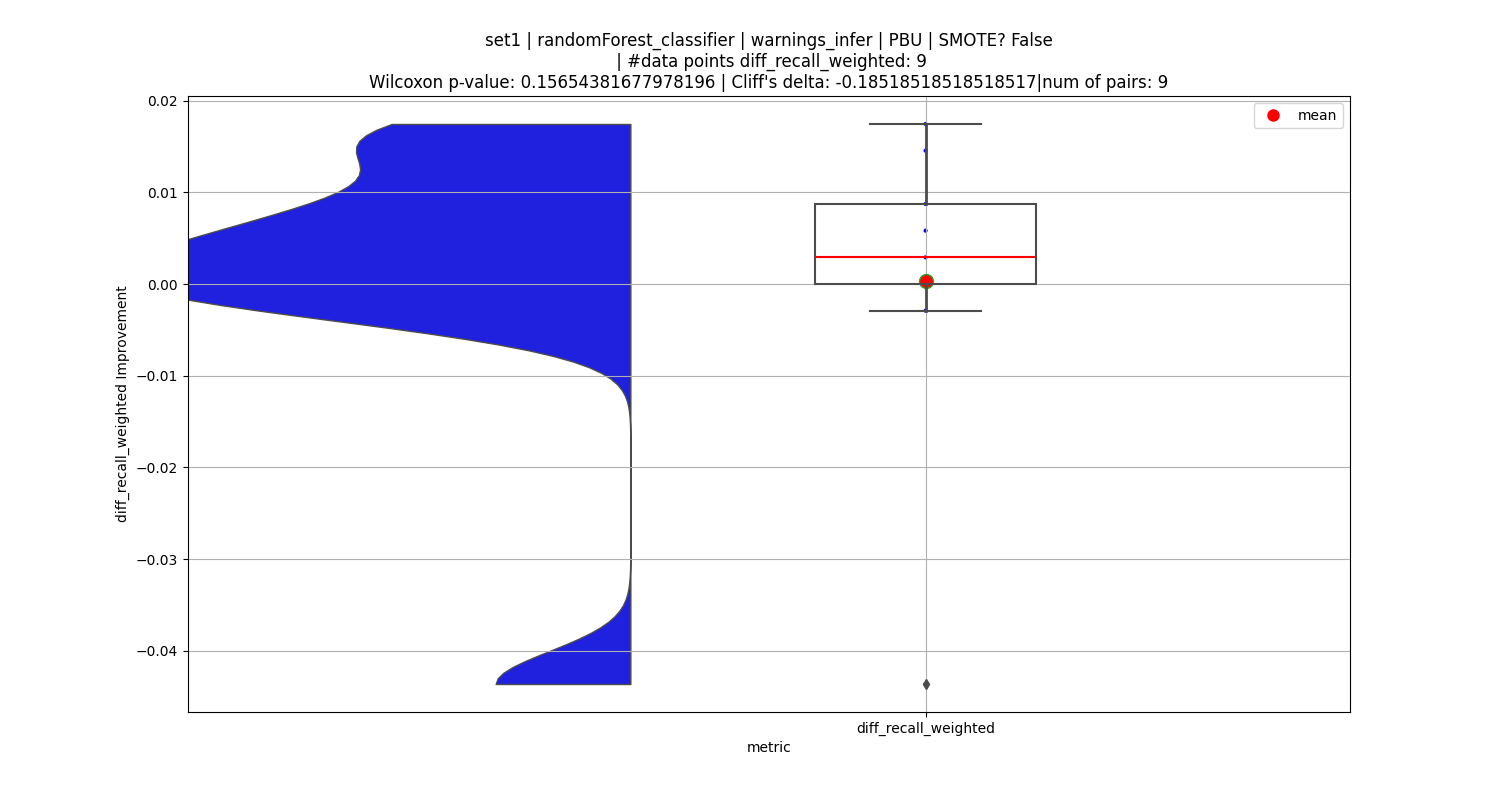 set1 | randomForest_classifier | warnings_infer | PBU | SMOTE? False
| #data points diff_recall_weighted: 9
Wilcoxon p-value: 0.15654381677978196 | Cliff's delta: -0.18518518518518517|num of pairs: 9
mean
0.02
0.01
0.00
−0.01
−0.02
−0.03
−0.04
diff_recall_weighted Improvement
diff_recall_weighted
metric